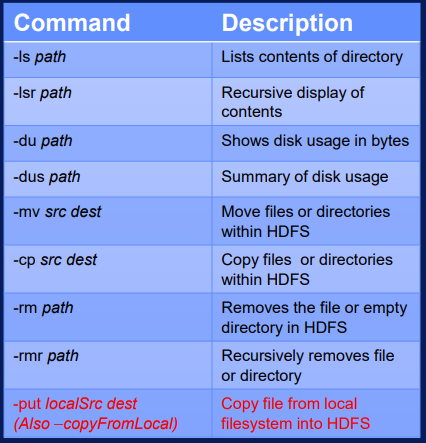 Command Description
-ls path Lists contents of directory
-lsr path Recursive display of
contents
-du path Shows disk usage in bytes
-dus path Summary of disk usage
-mv src dest Move files or directories
within HDFS
-cp src dest Copy files or directories
within HDFS
-rm path Removes the file or empty
directory in HDFS
-rmr path Recursively removes file
or directory
-put localSrc dest Copy file from local
(Also –copyFromLocal) filesystem into HDFS